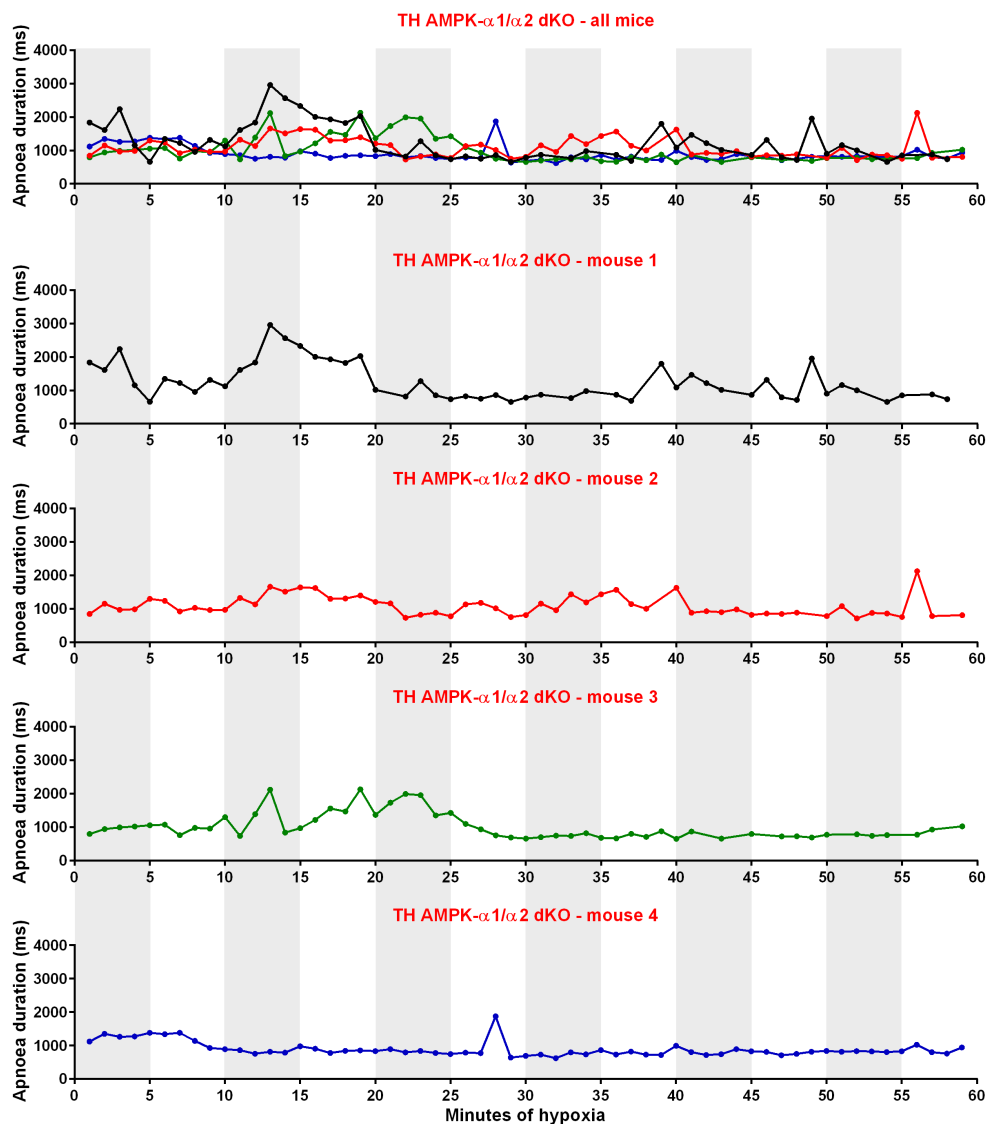 TH AMPK-α1/α2 dKO - all mice
Apnoea duration (ms)
4000
3000
2000
1000
0
0 5 10 15 20 25 30 35 40 45 50 55 60
TH AMPK-α1/α2 dKO - mouse 1
Apnoea duration (ms)
4000
3000
2000
1000
0
0 5 10 15 20 25 30 35 40 45 50 55 60
TH AMPK-α1/α2 dKO - mouse 2
Apnoea duration (ms)
4000
3000
2000
1000
0
0 5 10 15 20 25 30 35 40 45 50 55 60
TH AMPK-α1/α2 dKO - mouse 3
Apnoea duration (ms)
4000
3000
2000
1000
0
0 5 10 15 20 25 30 35 40 45 50 55 60
TH AMPK-α1/α2 dKO - mouse 4
Apnoea duration (ms)
4000
3000
2000
1000
0
0 5 10 15 20 25 30 35 40 45 50 55 60
Minutes of hypoxia